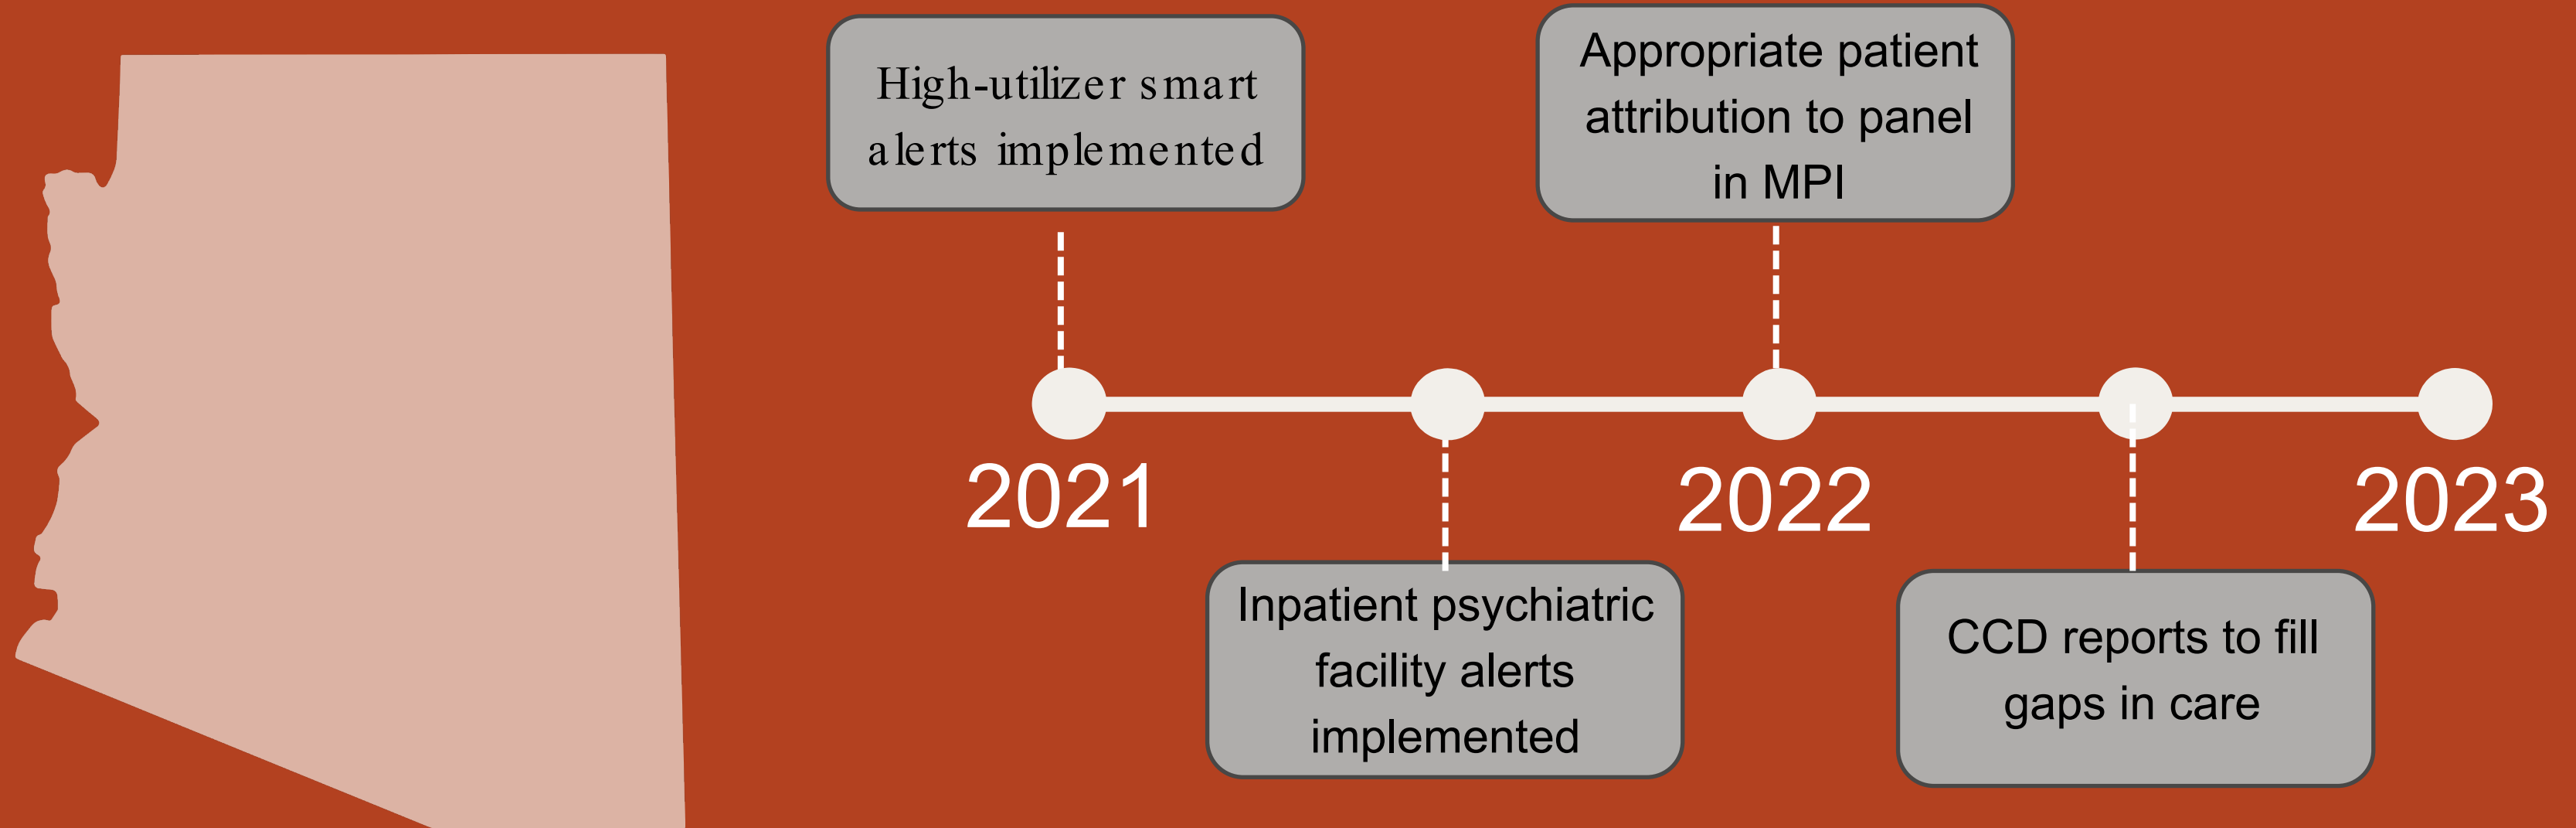 High-utilizer smart
alerts implemented
Appropriate patient
attribution to panel
in MPI
2021
2022
2023
Inpatient psychiatric
facility alerts
implemented
CCD reports to fill
gaps in care